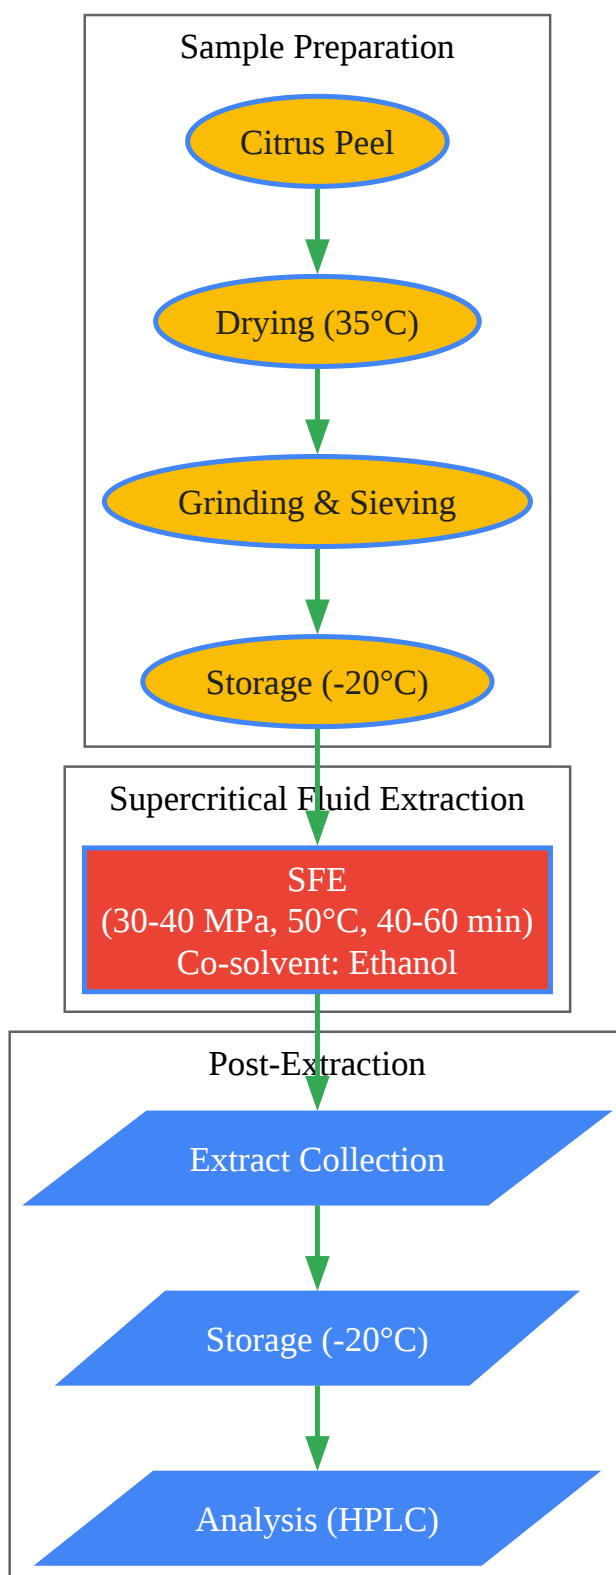 Sample Preparation
Citrus Peel
Drying (35°C)
Grinding & Sieving
Storage (-20°C)
Supercritical Fluid Extraction
SFE
(30-40 MPa, 50°C, 40-60 min)
Co-solvent: Ethanol
Post-Extraction
Extract Collection
Storage (-20°C)
Analysis (HPLC)